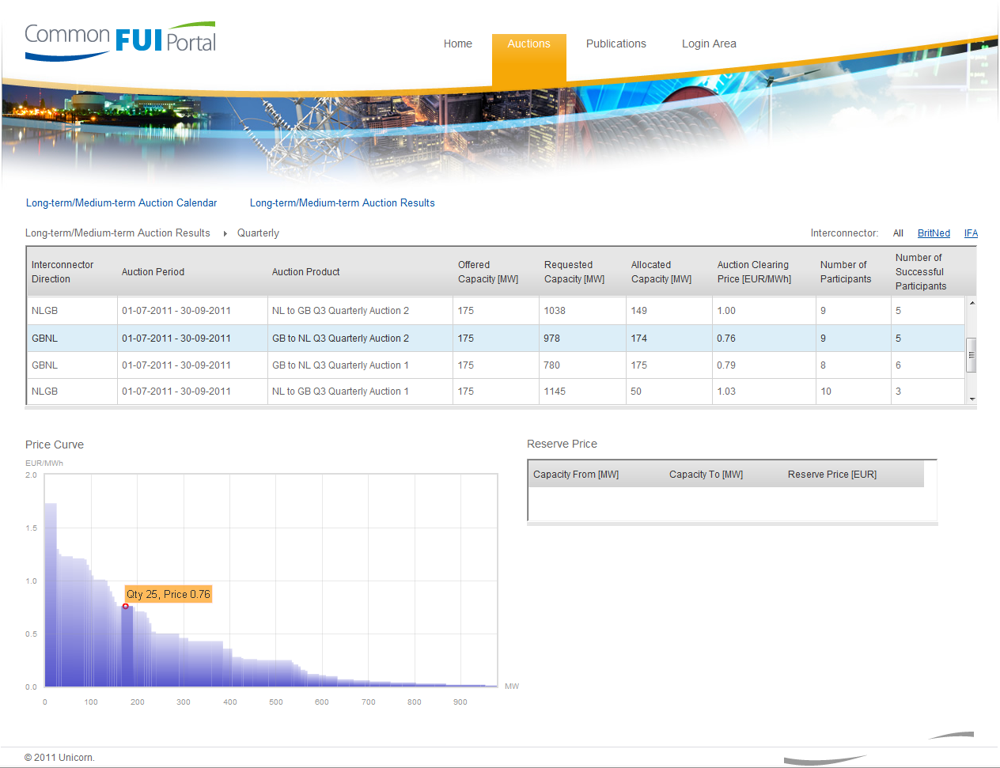 Common FUI Portal
Home Auctions Publications Login Area
Long-term/Medium-term Auction Calendar Long-term/Medium-term Auction Results
Long-term/Medium-term Auction Results Quarterly Interconnector: All BritNed IFA
Interconnector Direction Auction Period Auction Product Offered Capacity [MW] Requested Capacity [MW] Allocated Capacity [MW] Auction Clearing Price [EUR/MWh] Number of Participants Number of Successful Participants
NLGB 01-07-2011 - 30-09-2011 NL to GB Q3 Quarterly Auction 2 175 1038 149 1.00 9 5
GBNL 01-07-2011 - 30-09-2011 GB to NL Q3 Quarterly Auction 2 175 978 174 0.76 9 5
GBNL 01-07-2011 - 30-09-2011 GB to NL Q3 Quarterly Auction 1 175 780 175 0.79 8 6
NLGB 01-07-2011 - 30-09-2011 NL to GB Q3 Quarterly Auction 1 175 1145 50 1.03 10 3
Price Curve
EUR/MWh
2.0
1.5
1.0
Qty 25, Price 0.76
0.5
0.0
MW
0 100 200 300 400 500 600 700 800 900
Reserve Price
Capacity From [MW] Capacity To [MW] Reserve Price [EUR]
© 2011 Unicorn.